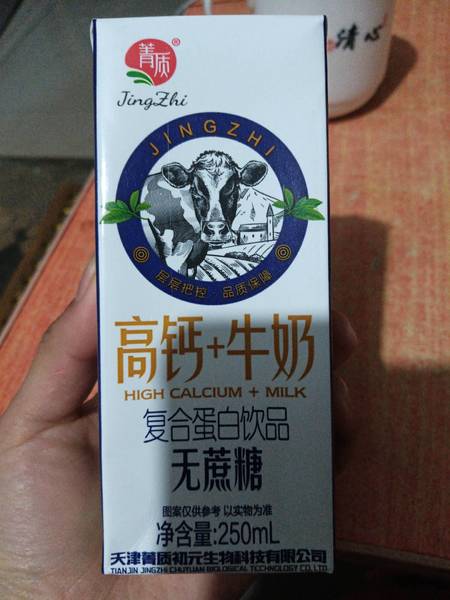 菁质®
JingZhi
JINGZHI
层层把控·品质保障
高钙+牛奶
HIGH CALCIUM + MILK
复合蛋白饮品
无蔗糖
图案仅供参考 以实物为准
净含量:250mL
天津菁质初元生物科技有限公司
TIANJIN JINGZHI CHUYUAN BIOLOGICAL TECHNOLOGY CO., LTD.
清心